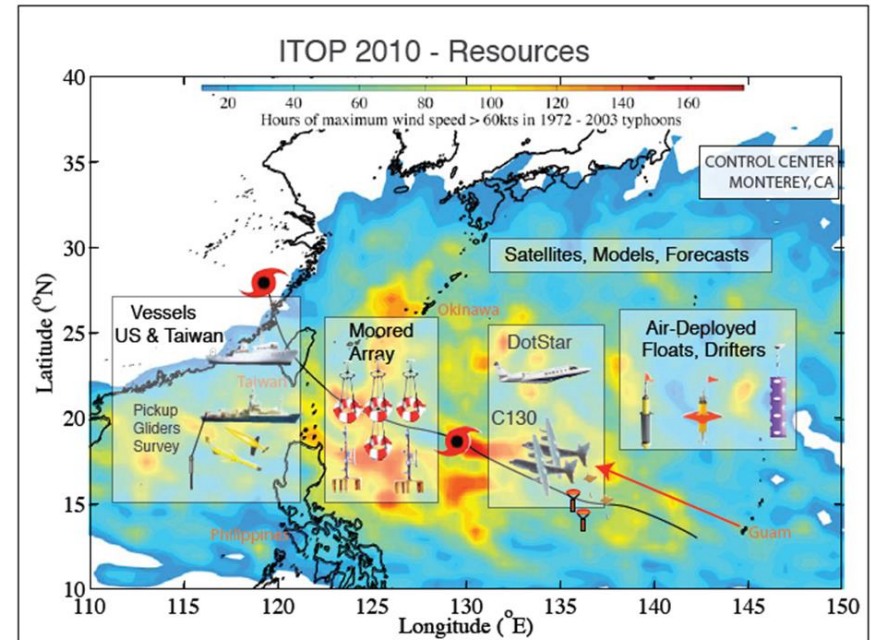 ITOP 2010 - Resources
40
20 40 60 80 100 120 140 160
Hours of maximum wind speed > 60kts in 1972 - 2003 typhoons
35
CONTROL CENTER
MONTEREY, CA
30
Satellites, Models, Forecasts
Okinawa
Vessels
US & Taiwan
Moored
Array
DotStar
Air-Deployed
Floats, Drifters
25
Taiwan
Pickup
Gliders
Survey
C130
20
15
Philippines
Guam
10
Latitude (°N)
110 115 120 125 130 135 140 145 150
Longitude (°E)